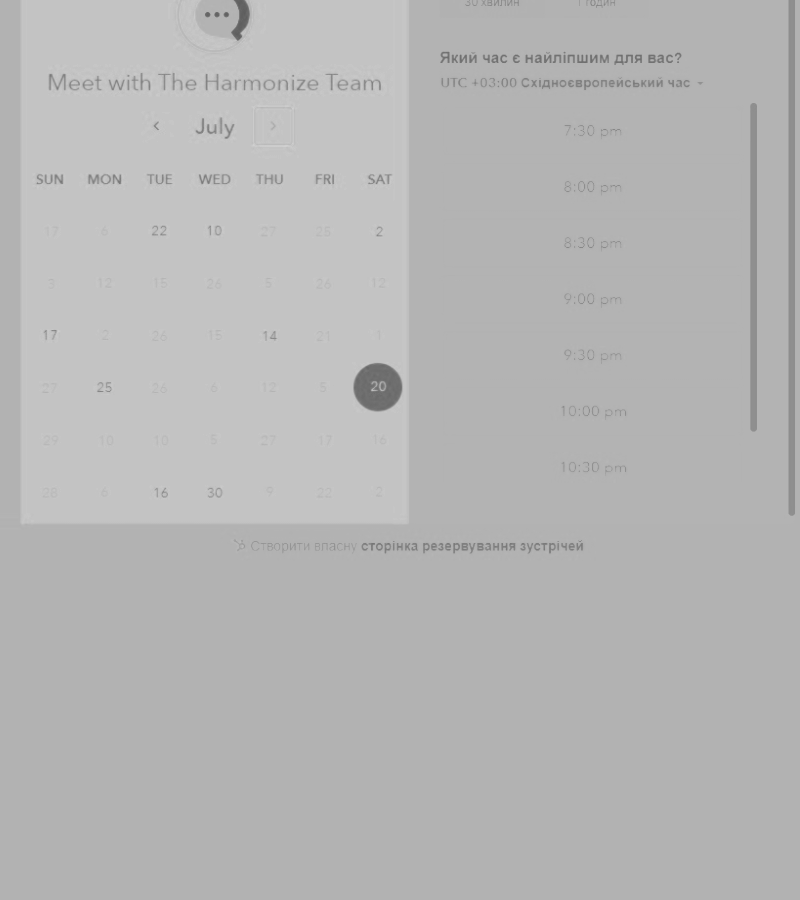 30 хвилин 1 годин
Meet with The Harmonize Team
July
SUN MON TUE WED THU FRI SAT
17 6 22 10 27 25 2
3 12 15 26 5 26 12
17 2 26 15 14 21 1
27 25 26 6 12 5 20
29 10 10 5 27 17 16
28 6 16 30 9 22 2
Який час є найліпшим для вас?
UTC +03:00 Східноєвропейський час
7:30 pm
8:00 pm
8:30 pm
9:00 pm
9:30 pm
10:00 pm
10:30 pm
Створити власну сторінка резервування зустрічей